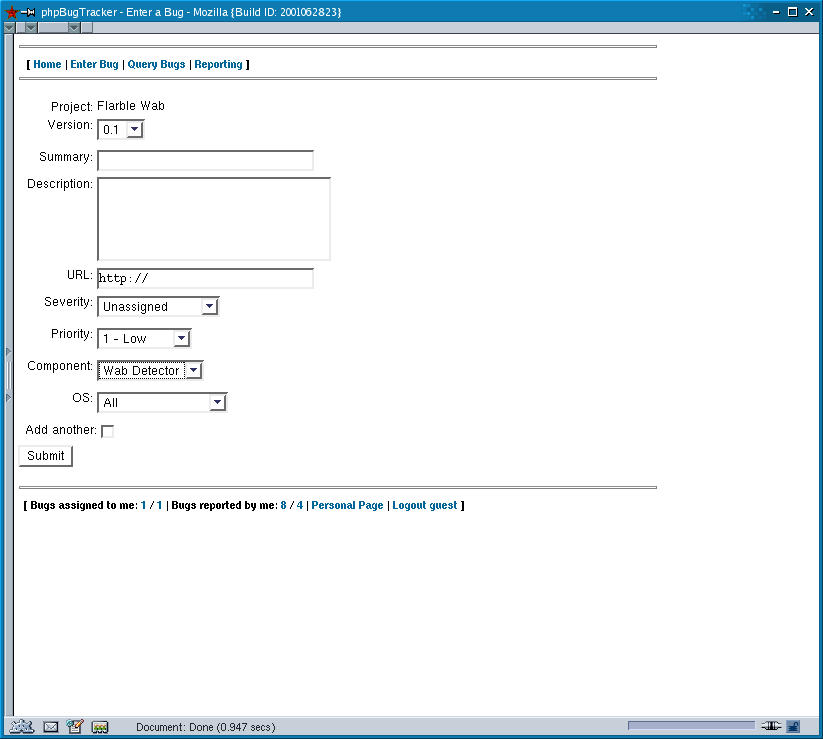 phpBugTracker - Enter a Bug - Mozilla {Build ID: 2001052823}
[ Home | Enter Bug | Query Bugs | Reporting ]
Project: Flarble Wab
Version: 0.1
Summary:
Description:
URL: http://
Severity: Unassigned
Priority: 1 - Low
Component: Wab Detector
OS: All
Add another:
Submit
[ Bugs assigned to me: 1 / 1 | Bugs reported by me: 8 / 4 | Personal Page | Logout guest ]
Document: Done (0.947 secs)